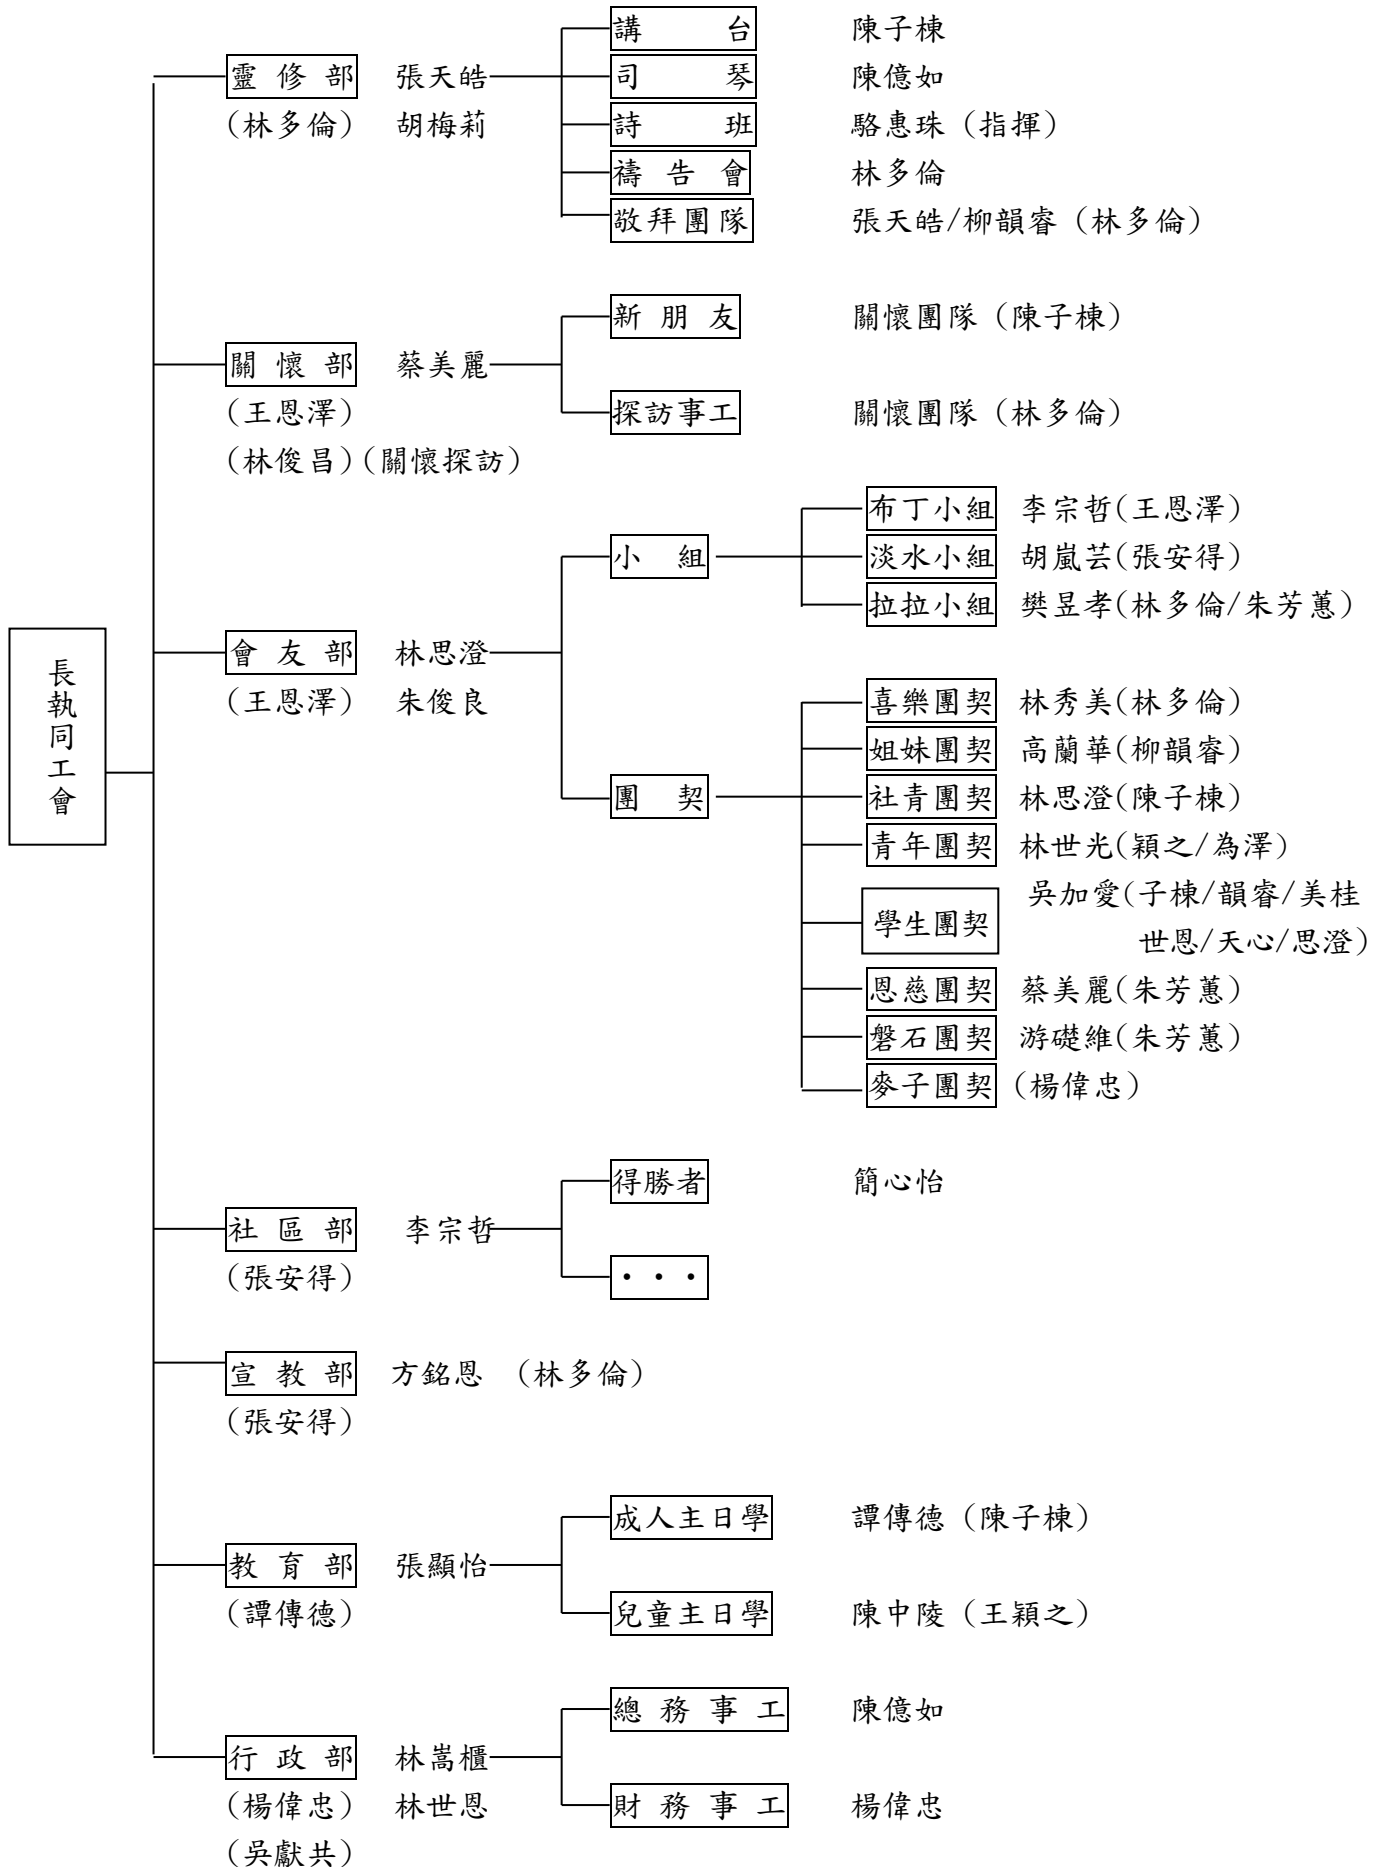 講台 陳子棟
靈修部 張天皓 司琴 陳億如
(林多倫) 胡梅莉 詩班 駱惠珠 (指揮)
禱告會 林多倫
敬拜團隊 張天皓/柳韻睿 (林多倫)
新朋友 關懷團隊 (陳子棟)
關懷部 蔡美麗
(王恩澤) 探訪事工 關懷團隊 (林多倫)
(林俊昌)(關懷探訪)
布丁小組 李宗哲(王恩澤)
小組 淡水小組 胡嵐芸(張安得)
拉拉小組 樊昱孝(林多倫/朱芳蕙)
長執同工會
會友部 林思澄
(王恩澤) 朱俊良 喜樂團契 林秀美(林多倫)
姐妹團契 高蘭華(柳韻睿)
團契 社青團契 林思澄(陳子棟)
青年團契 林世光(穎之/為澤)
學生團契 吳加愛(子棟/韻睿/美桂
世恩/天心/思澄)
恩慈團契 蔡美麗(朱芳蕙)
磐石團契 游礎維(朱芳蕙)
麥子團契 (楊偉忠)
得勝者 簡心怡
社區部 李宗哲
(張安得) ・・・
宣教部 方銘恩 (林多倫)
(張安得)
成人主日學 譚傳德 (陳子棟)
教育部 張顯怡
(譚傳德) 兒童主日學 陳中陵 (王穎之)
總務事工 陳億如
行政部 林嵩櫃
(楊偉忠) 林世恩 財務事工 楊偉忠
(吳獻共)